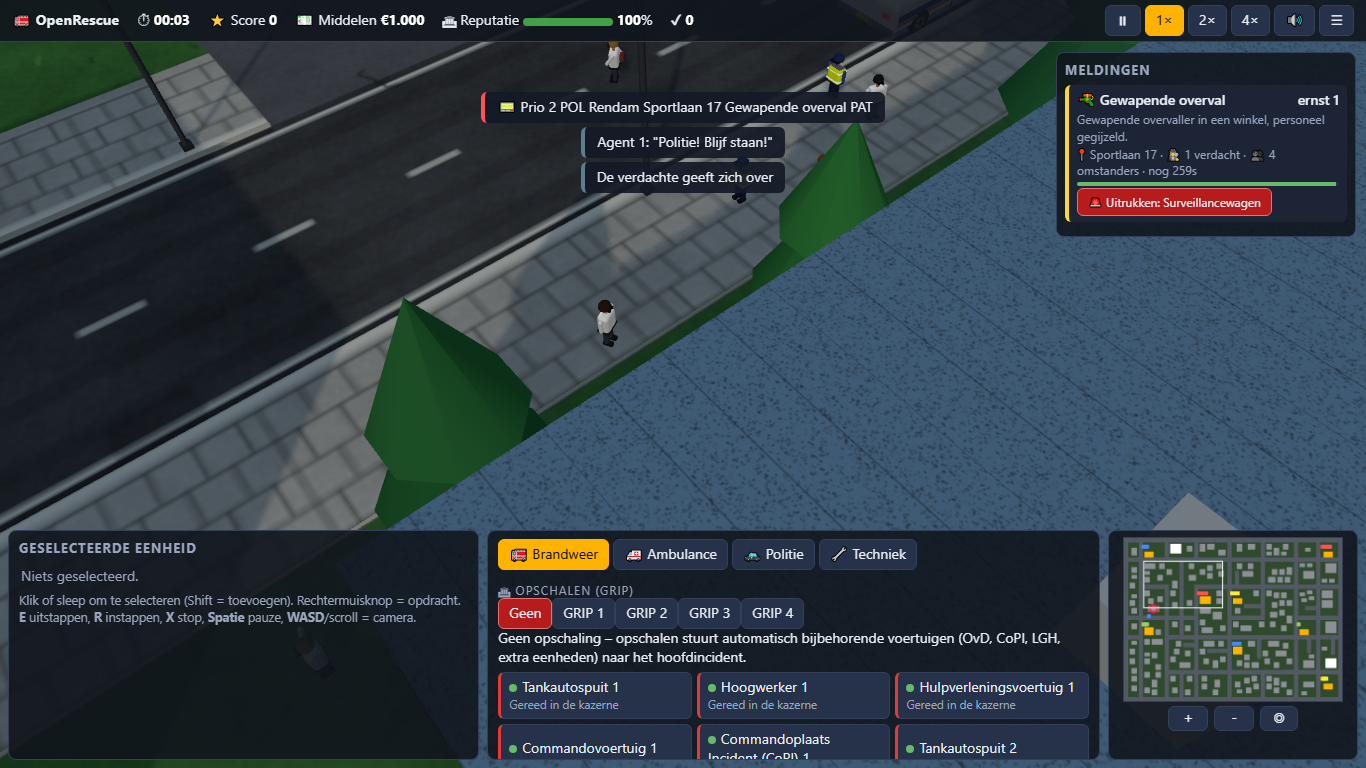 OpenRescue 00:03 Score 0 Middelen €1.000 Reputatie 100% ✓ 0
1× 2× 4×
Prio 2 POL Rendam Sportlaan 17 Gewapende overval PAT
Agent 1: "Politie! Blijf staan!"
De verdachte geeft zich over
MELDINGEN
Gewapende overval ernst 1
Gewapende overvaller in een winkel, personeel
gegijzeld.
Sportlaan 17 · 1 verdacht · 4
omstanders · nog 259s
Uitrukken: Surveillancewagen
GESELECTEERDE EENHEID
Niets geselecteerd.
Klik of sleep om te selecteren (Shift = toevoegen). Rechtermuisknop = opdracht.
E uitstappen, R instappen, X stop, Spatie pauze, WASD/scroll = camera.
Brandweer Ambulance Politie Techniek
OPSCHALEN (GRIP)
Geen GRIP 1 GRIP 2 GRIP 3 GRIP 4
Geen opschaling – opschalen stuurt automatisch bijbehorende voertuigen (OvD, CoPI, LGH,
extra eenheden) naar het hoofdincident.
Tankautospuit 1 Hoogwerker 1 Hulpverleningsvoertuig 1
Gereed in de kazerne Gereed in de kazerne Gereed in de kazerne
Commandovoertuig 1 Commandoplaats Tankautospuit 2
Incident (CoPI) 1
+ -